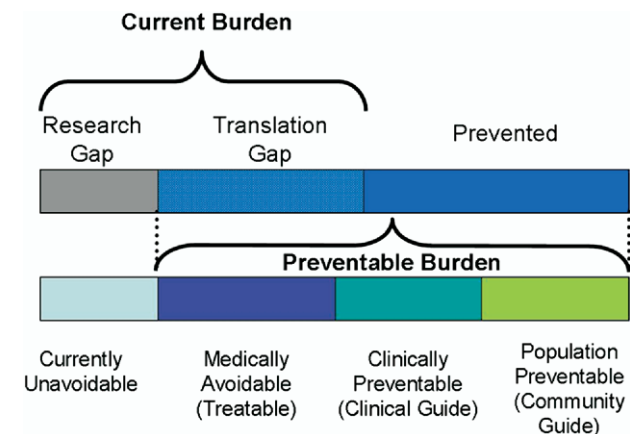 Current Burden
Research
Gap
Translation
Gap
Prevented
Preventable Burden
Currently
Unavoidable
Medically
Avoidable
(Treatable)
Clinically
Preventable
(Clinical Guide)
Population
Preventable
(Community
Guide)